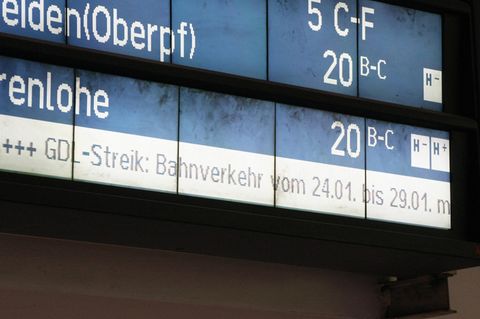 eiden(Oberpf) 5 C-F
20 B-C H-
renlohe 20 B-C H- H+
+++ GDL-Streik: Bahnverkehr vom 24.01. bis 29.01. m